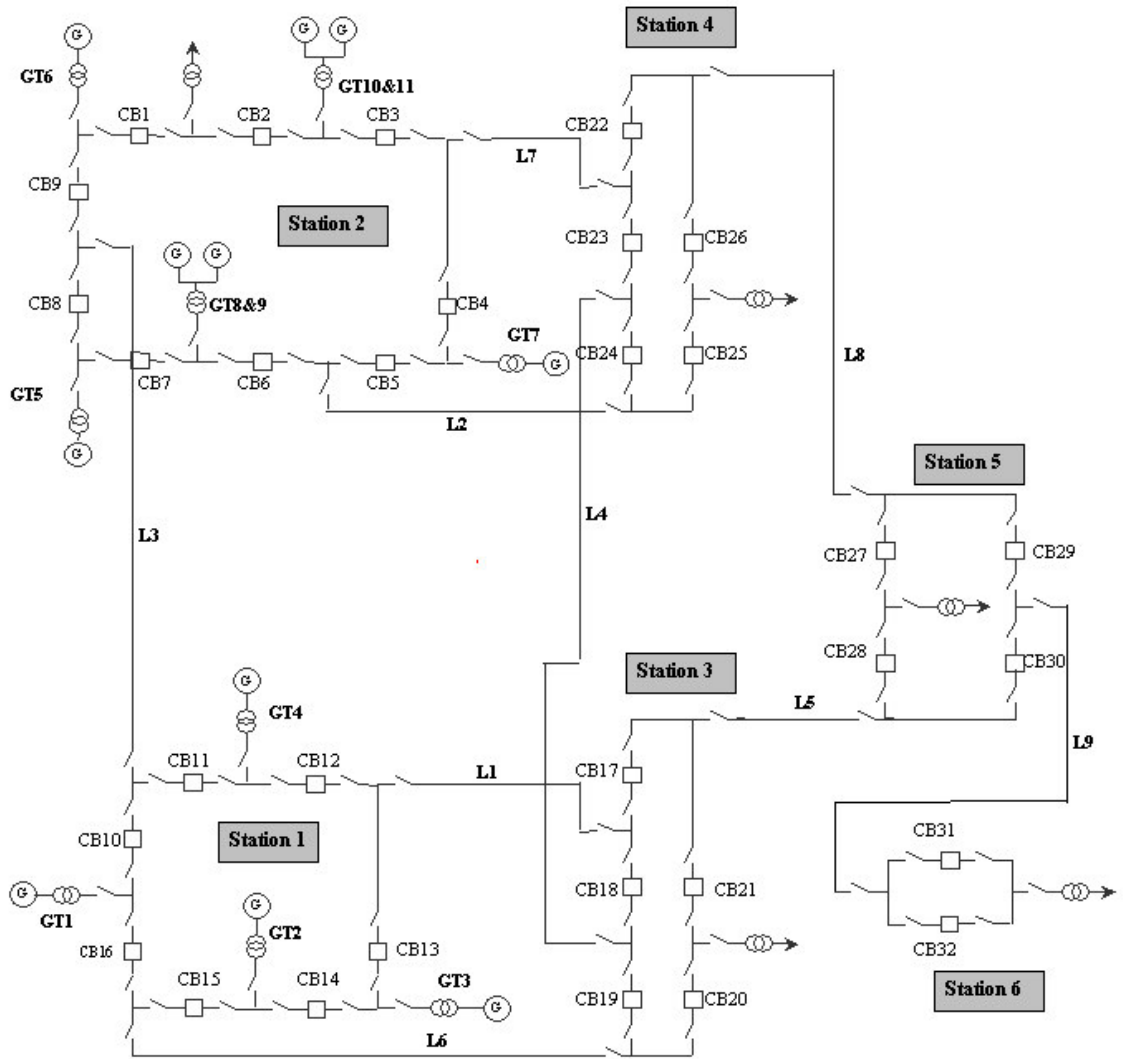 Station 4
G
G G
GT6
GT10&11
CB1
CB2
CB3
CB22
L7
CB9
Station 2
G G
CB23
CB26
GT8&9
CB8
CB4
GT7
CB24
CB25
L8
G
CB7
CB6
CB5
GT5
L2
G
Station 5
L3
L4
CB27
CB29
CB28
CB30
Station 3
G
GT4
L5
L9
CB11
CB12
L1
CB17
CB10
Station 1
CB31
G
GT1
G
GT2
CB18
CB21
CB16
CB13
CB32
CB15
CB14
GT3
G
CB19
CB20
Station 6
L6